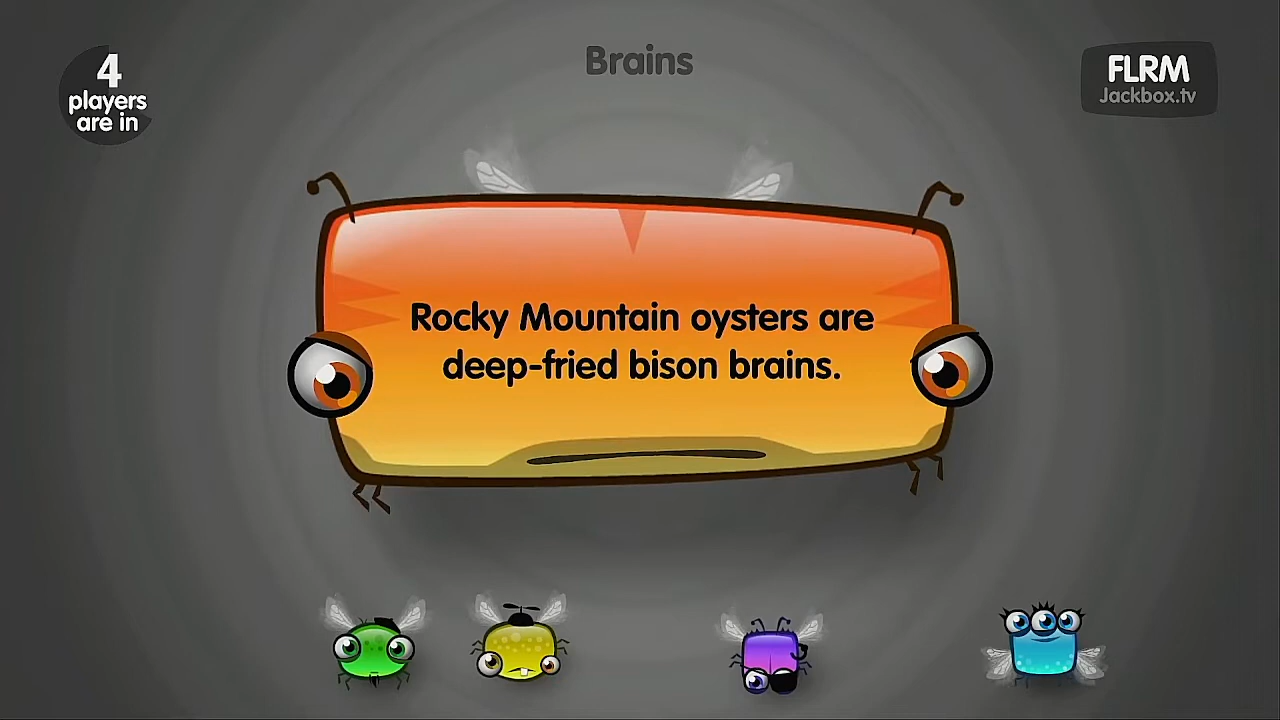 4
players
are in
Brains
FLRM
Jackbox.tv
Rocky Mountain oysters are
deep-fried bison brains.